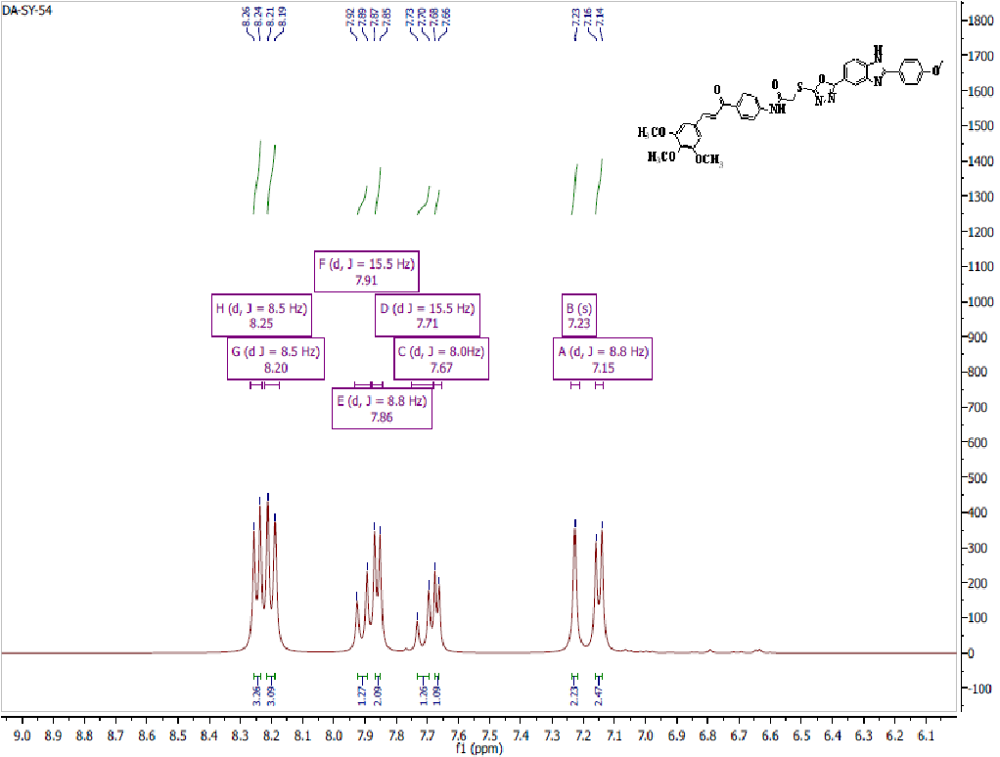 DA-SY-54
8.26
8.24
8.21
8.19
7.92
7.89
7.87
7.85
7.73
7.70
7.68
7.66
7.23
7.16
7.14
H
N
N
O
O
S
N
N
O
NH
O
H3CO
H3CO
OCH3
F (d, J = 15.5 Hz)
7.91
H (d, J = 8.5 Hz)
8.25
D (d J = 15.5 Hz)
7.71
B (s)
7.23
G (d J = 8.5 Hz)
8.20
C (d, J = 8.0Hz)
7.67
A (d, J = 8.8 Hz)
7.15
E (d, J = 8.8 Hz)
7.86
1800
1700
1600
1500
1400
1300
1200
1100
1000
900
800
700
600
500
400
300
200
100
0
-100
3.26
3.09
1.27
2.09
1.26
1.09
2.23
2.47
9.0 8.9 8.8 8.7 8.6 8.5 8.4 8.3 8.2 8.1 8.0 7.9 7.8 7.7 7.6 7.5 7.4 7.3 7.2 7.1 7.0 6.9 6.8 6.7 6.6 6.5 6.4 6.3 6.2 6.1
f1 (ppm)